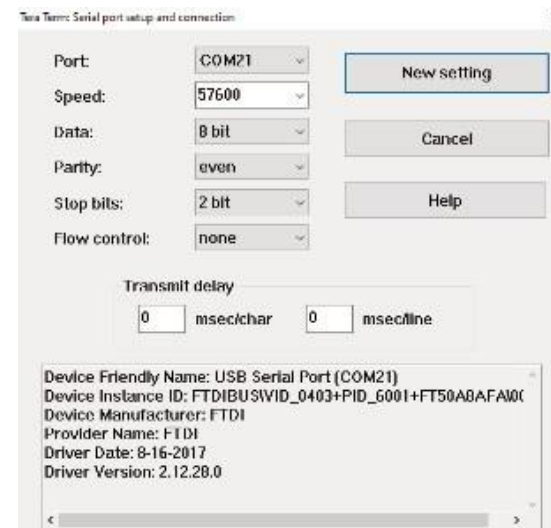 Tera Term: Serial port setup and connection
Port: COM21 New setting
Speed: 57600
Data: 8 bit Cancel
Parity: even
Stop bits: 2 bit Help
Flow control: none
Transmit delay
0 msec/char 0 msec/line
Device Friendly Name: USB Serial Port (COM21)
Device Instance ID: FTDIBUS\VID_0403+PID_6001+FT50A8AFA\00
Device Manufacturer: FTDI
Provider Name: FTDI
Driver Date: 8-16-2017
Driver Version: 2.12.28.0